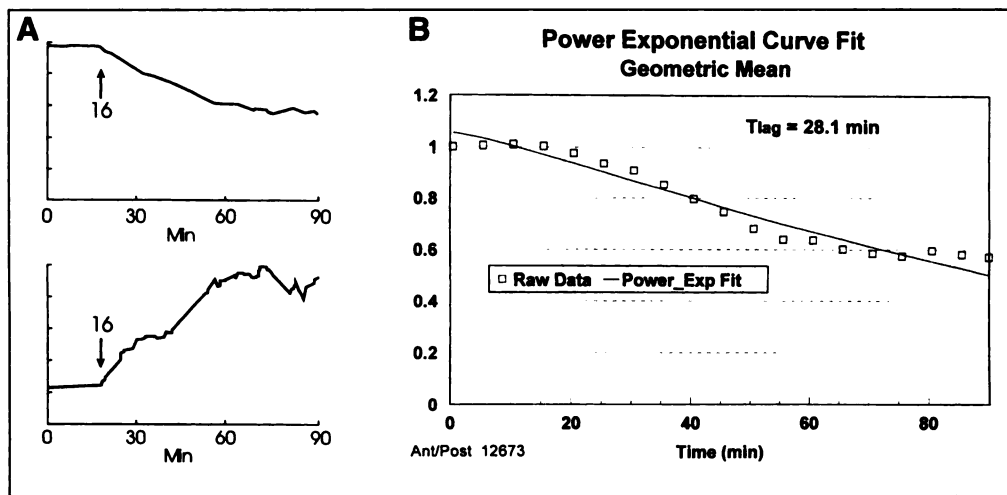 A
16
0 30 60 90
Min
16
0 30 60 90
Min
B
Power Exponential Curve Fit
Geometric Mean
Tlag = 28.1 min
1.2
1
0.8
0.6
0.4
0.2
0
Raw Data Power_Exp Fit
0 20 40 60 80
Ant/Post 12673 Time (min)